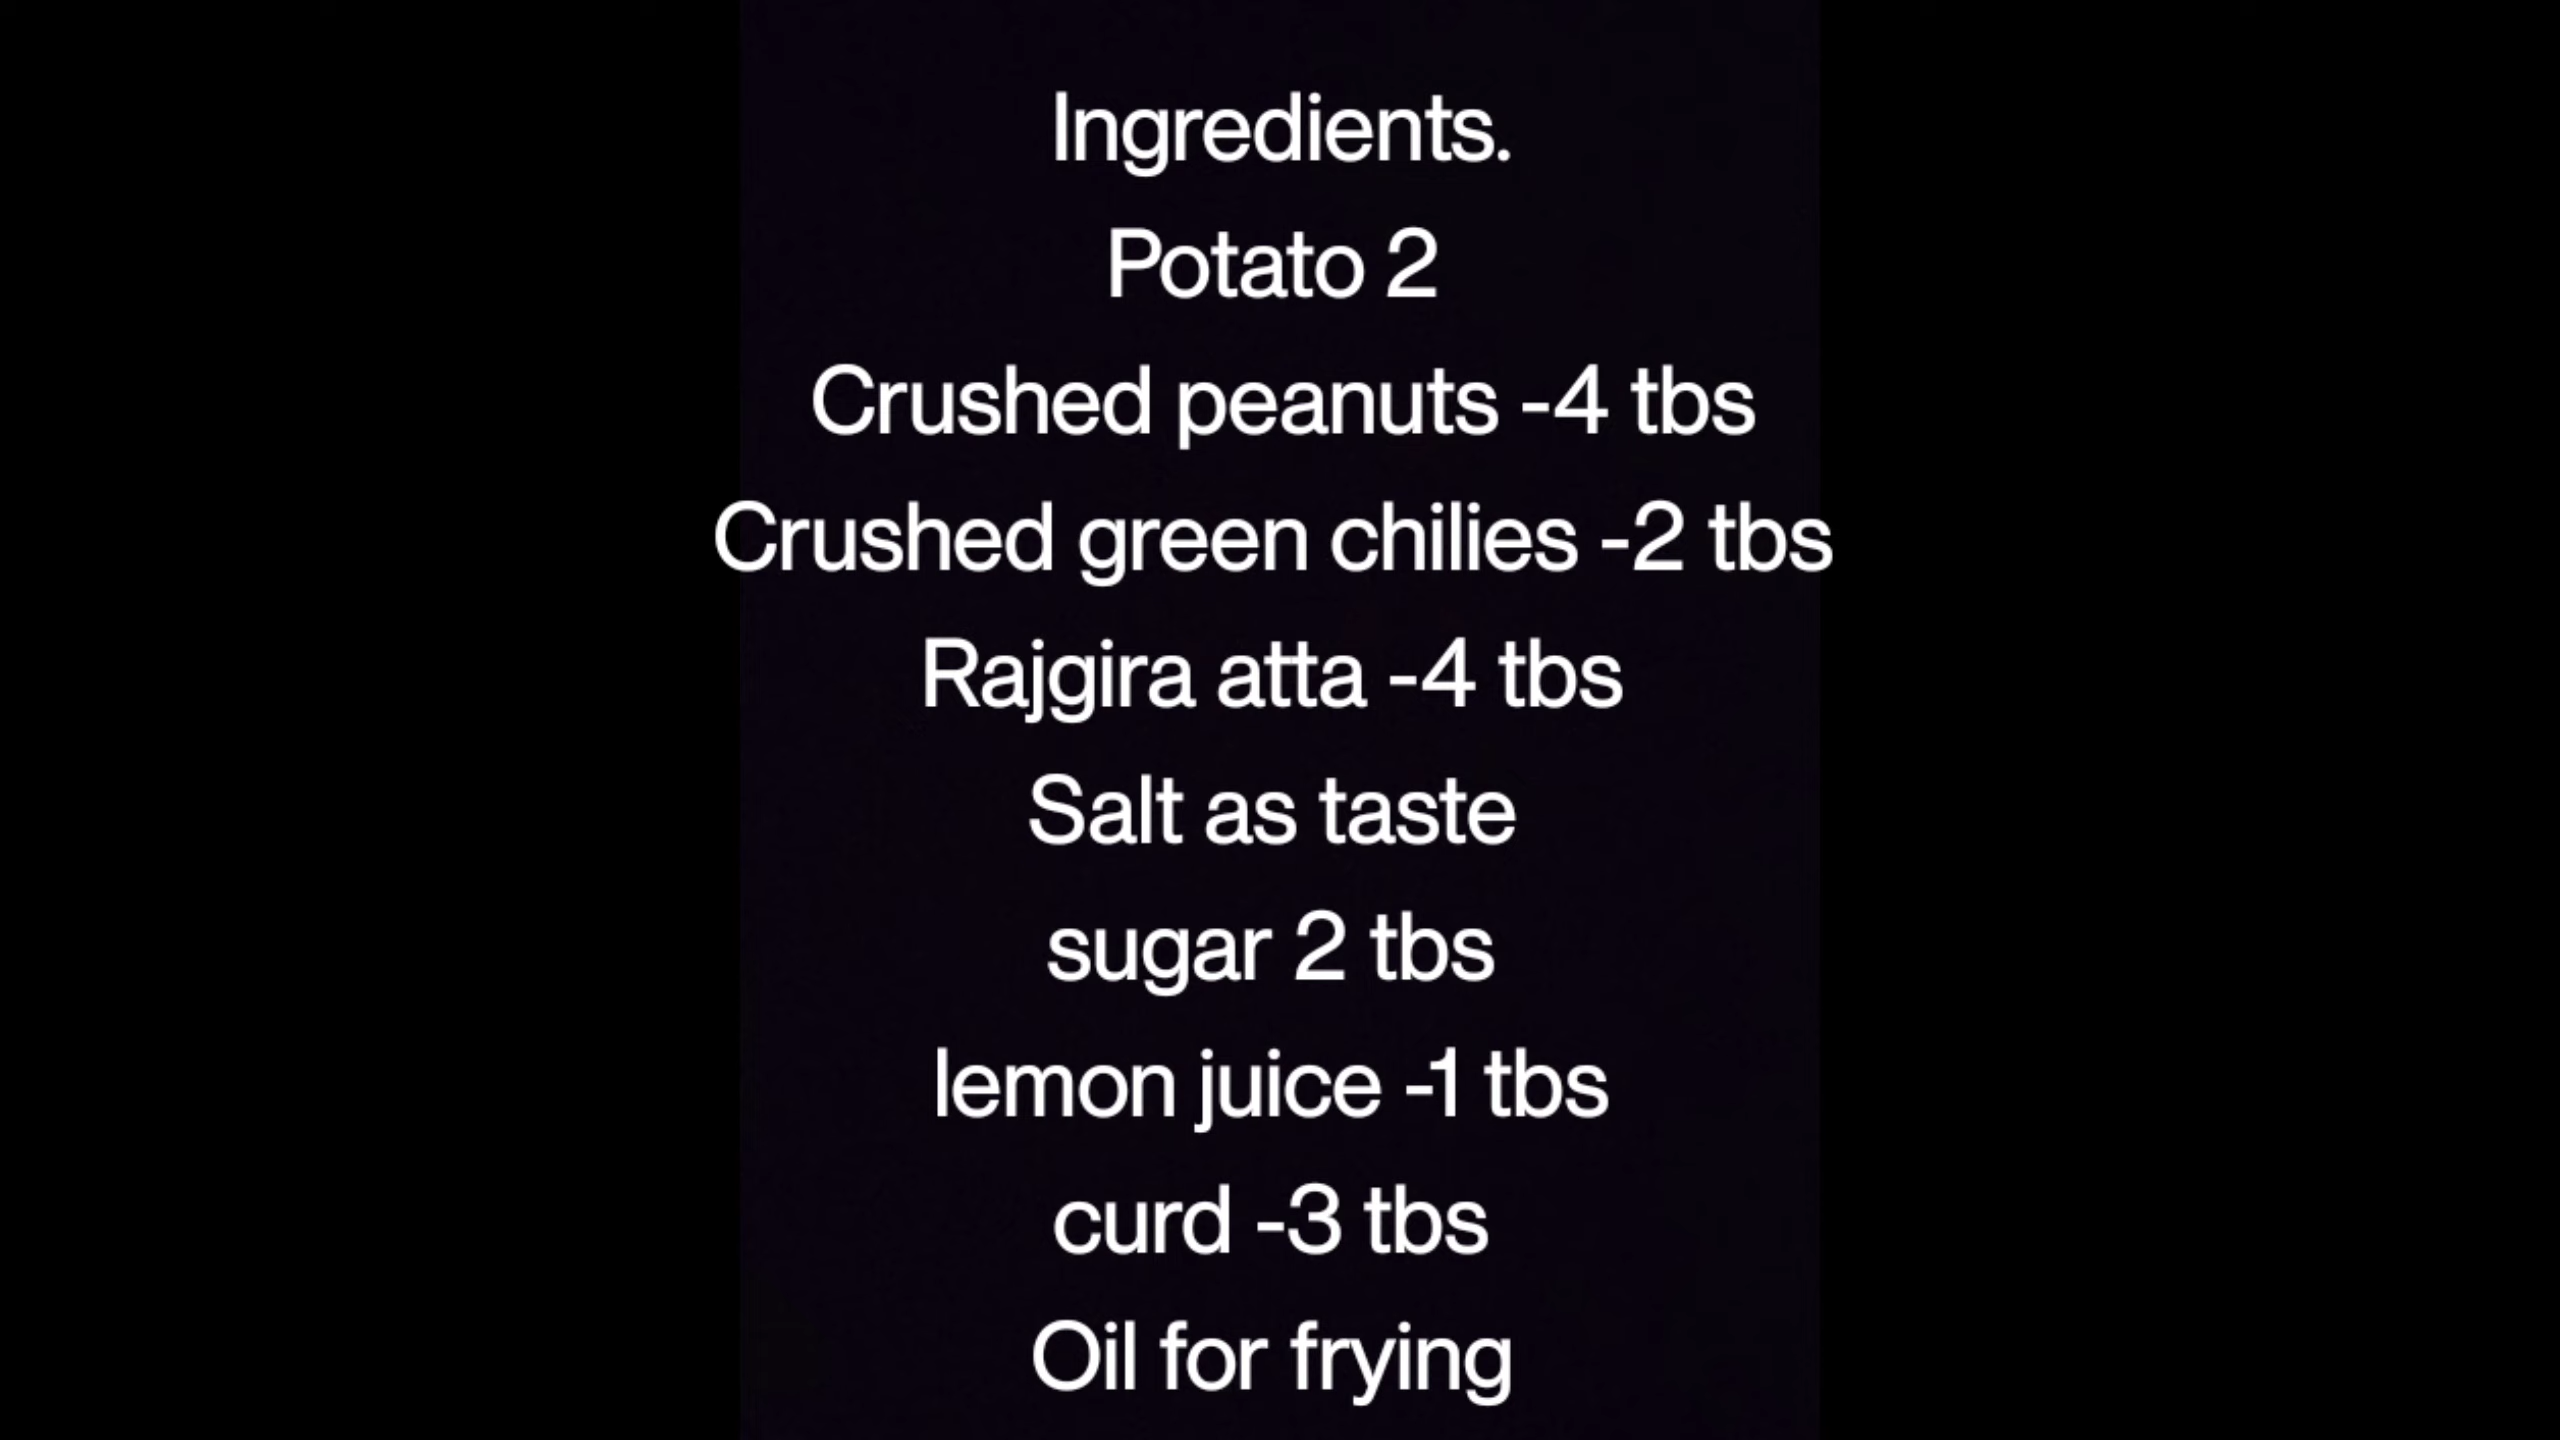 Ingredients.
Potato 2
Crushed peanuts -4 tbs
Crushed green chilies -2 tbs
Rajgira atta -4 tbs
Salt as taste
sugar 2 tbs
lemon juice -1 tbs
curd -3 tbs
Oil for frying